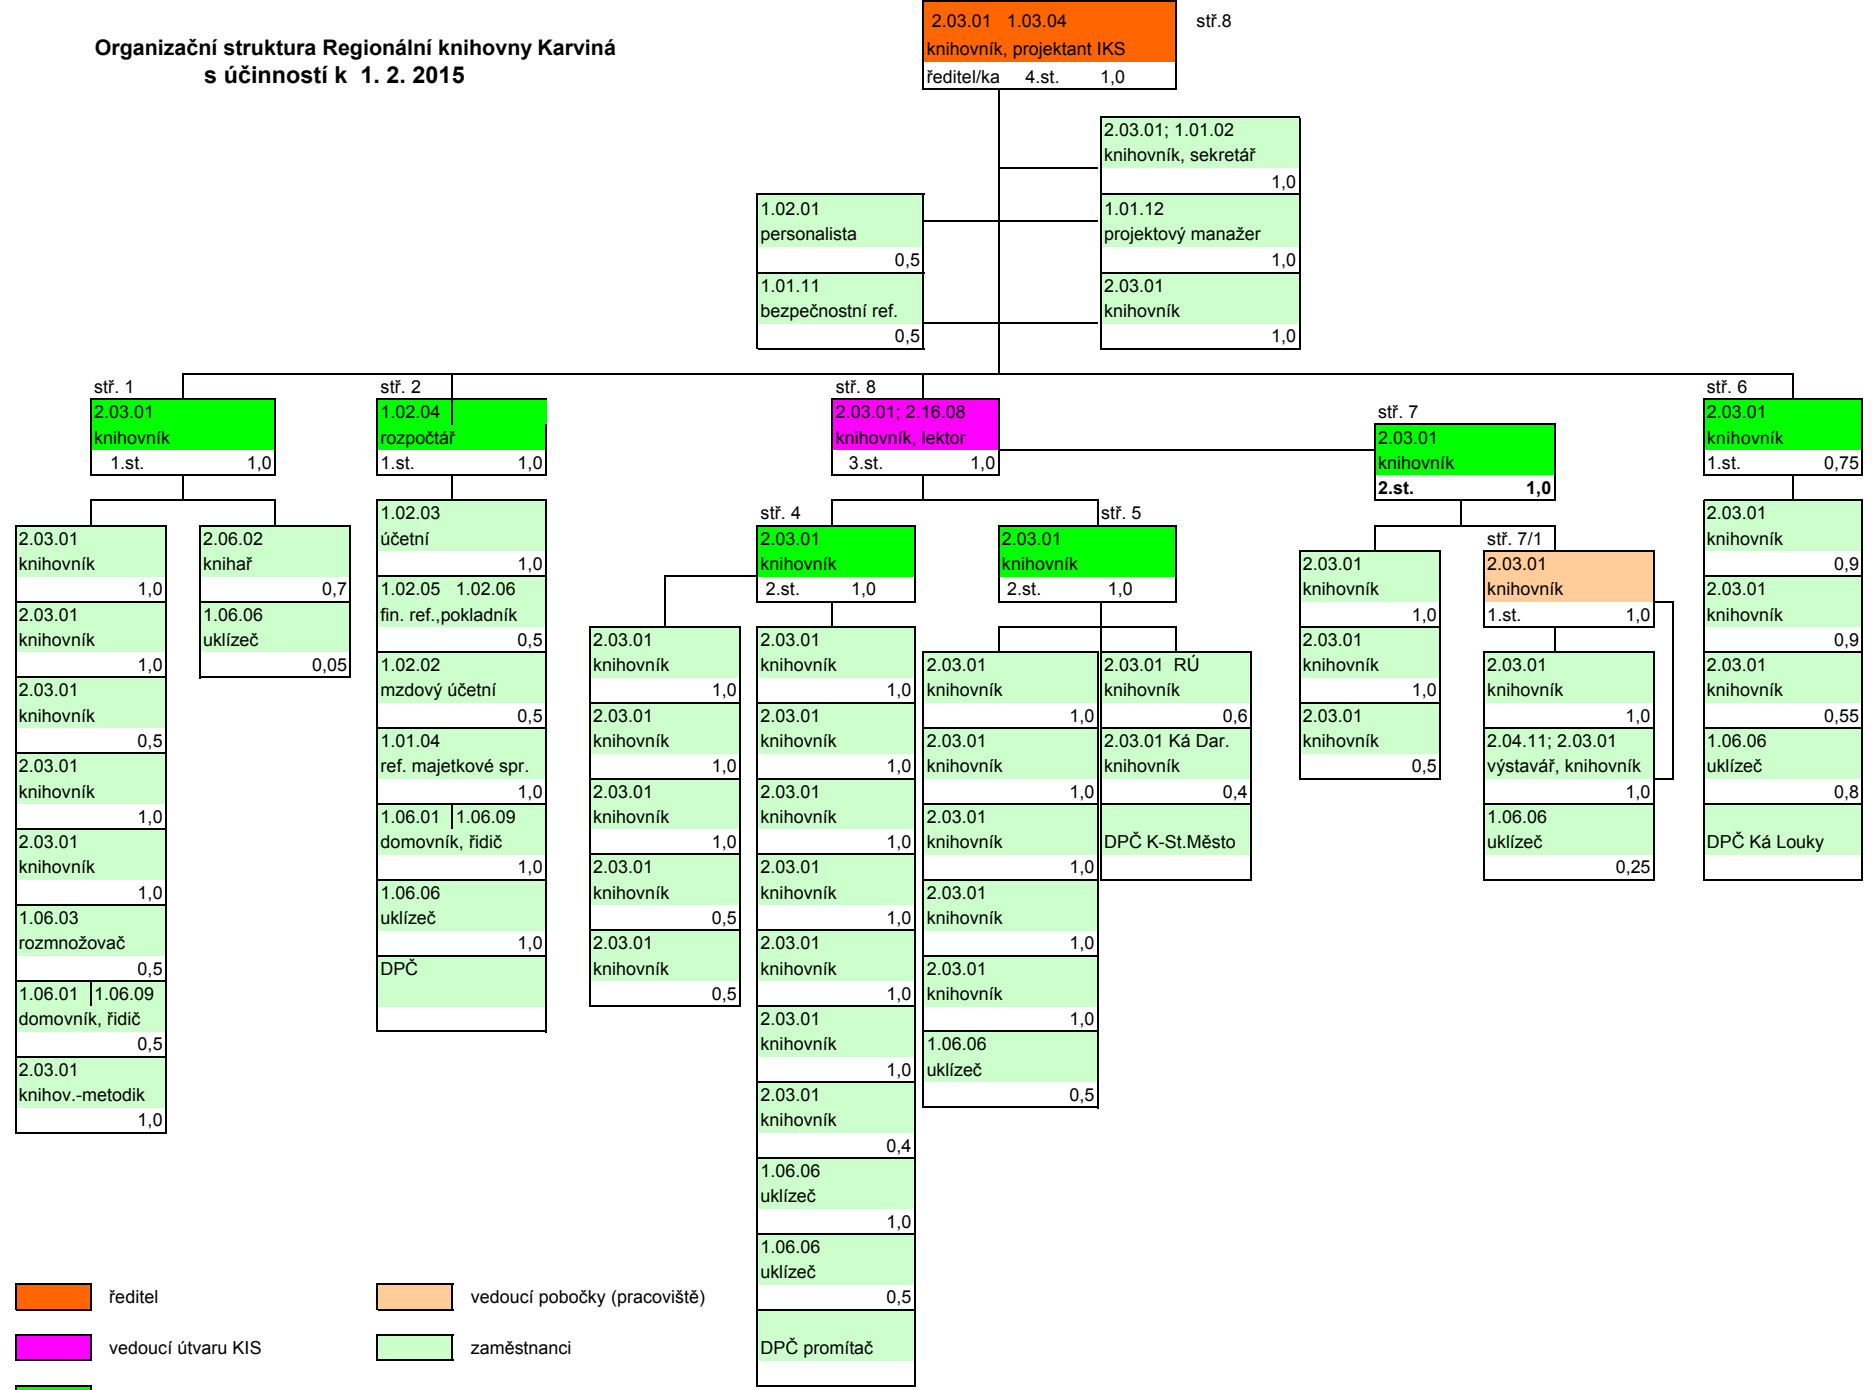 Organizační struktura Regionální knihovny Karviná
s účinností k 1. 2. 2015
2.03.01 1.03.04
knihovník, projektant IKS
ředitel/ka 4.st. 1,0
stř.8
2.03.01; 1.01.02
knihovník, sekretář
1,0
1.02.01
personalista
0,5
1.01.12
projektový manažer
1,0
1.01.11
bezpečnostní ref.
0,5
2.03.01
knihovník
1,0
stř. 1
2.03.01
knihovník
1.st. 1,0
2.03.01
knihovník
1,0
2.03.01
knihovník
1,0
2.03.01
knihovník
0,5
2.03.01
knihovník
1,0
2.03.01
knihovník
1,0
1.06.03
rozmnožovač
0,5
1.06.01 1.06.09
domovník, řidič
0,5
2.03.01
knihov.-metodik
1,0
2.06.02
knihař
0,7
1.06.06
uklízeč
0,05
stř. 2
1.02.04
rozpočtář
1.st. 1,0
1.02.03
účetní
1,0
1.02.05 1.02.06
fin. ref.,pokladník
0,5
1.02.02
mzdový účetní
0,5
1.01.04
ref. majetkové spr.
1,0
1.06.01 1.06.09
domovník, řidič
1,0
1.06.06
uklízeč
1,0
DPČ
stř. 8
2.03.01; 2.16.08
knihovník, lektor
3.st. 1,0
stř. 4
2.03.01
knihovník
2.st. 1,0
2.03.01
knihovník
1,0
2.03.01
knihovník
1,0
2.03.01
knihovník
1,0
2.03.01
knihovník
0,5
2.03.01
knihovník
0,5
2.03.01
knihovník
1,0
2.03.01
knihovník
1,0
2.03.01
knihovník
1,0
2.03.01
knihovník
1,0
2.03.01
knihovník
1,0
2.03.01
knihovník
1,0
2.03.01
knihovník
0,4
1.06.06
uklízeč
1,0
1.06.06
uklízeč
0,5
DPČ promítač
stř. 5
2.03.01
knihovník
2.st. 1,0
2.03.01
knihovník
1,0
2.03.01
knihovník
1,0
2.03.01
knihovník
1,0
2.03.01
knihovník
1,0
2.03.01
knihovník
1,0
1.06.06
uklízeč
0,5
2.03.01 RÚ
knihovník
0,6
2.03.01 Ká Dar.
knihovník
0,4
DPČ K-St.Město
stř. 7
2.03.01
knihovník
2.st. 1,0
2.03.01
knihovník
1,0
2.03.01
knihovník
1,0
2.03.01
knihovník
0,5
stř. 7/1
2.03.01
knihovník
1.st. 1,0
2.03.01
knihovník
1,0
2.04.11; 2.03.01
výstavář, knihovník
1,0
1.06.06
uklízeč
0,25
stř. 6
2.03.01
knihovník
1.st. 0,75
2.03.01
knihovník
0,9
2.03.01
knihovník
0,9
2.03.01
knihovník
0,55
1.06.06
uklízeč
0,8
DPČ Ká Louky
ředitel
vedoucí pobočky (pracoviště)
vedoucí útvaru KIS
zaměstnanci